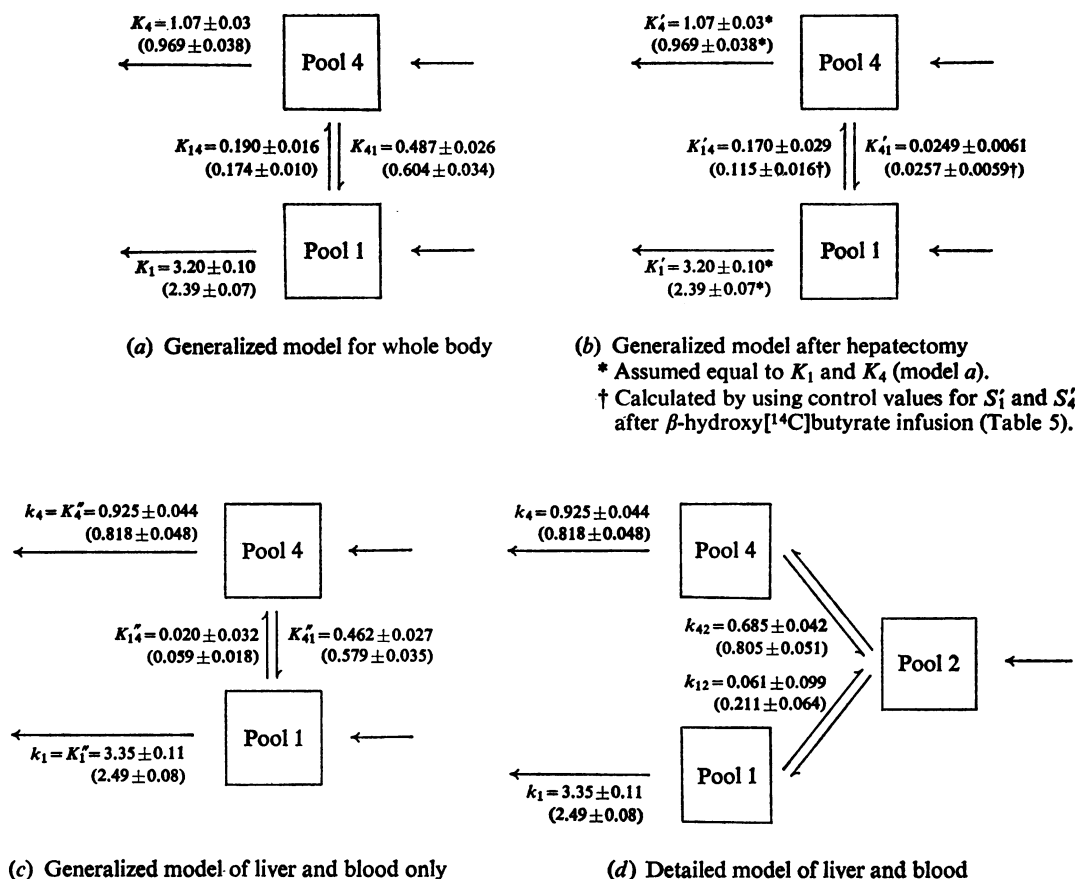 K₄ = 1.07 ± 0.03
(0.969 ± 0.038)
Pool 4
K₁₄ = 0.190 ± 0.016
(0.174 ± 0.010)
K₄₁ = 0.487 ± 0.026
(0.604 ± 0.034)
Pool 1
K₁ = 3.20 ± 0.10
(2.39 ± 0.07)
(a) Generalized model for whole body
K′₄ = 1.07 ± 0.03*
(0.969 ± 0.038*)
Pool 4
K′₁₄ = 0.170 ± 0.029
(0.115 ± 0.016†)
K′₄₁ = 0.0249 ± 0.0061
(0.0257 ± 0.0059†)
Pool 1
K′₁ = 3.20 ± 0.10*
(2.39 ± 0.07*)
(b) Generalized model after hepatectomy
* Assumed equal to K₁ and K₄ (model a).
† Calculated by using control values for S′₁ and S′₄
after β-hydroxy[¹⁴C]butyrate infusion (Table 5).
k₄ = K″₄ = 0.925 ± 0.044
(0.818 ± 0.048)
Pool 4
K″₁₄ = 0.020 ± 0.032
(0.059 ± 0.018)
K″₄₁ = 0.462 ± 0.027
(0.579 ± 0.035)
Pool 1
k₁ = K″₁ = 3.35 ± 0.11
(2.49 ± 0.08)
(c) Generalized model of liver and blood only
k₄ = 0.925 ± 0.044
(0.818 ± 0.048)
Pool 4
k₄₂ = 0.685 ± 0.042
(0.805 ± 0.051)
Pool 2
k₁₂ = 0.061 ± 0.099
(0.211 ± 0.064)
Pool 1
k₁ = 3.35 ± 0.11
(2.49 ± 0.08)
(d) Detailed model of liver and blood